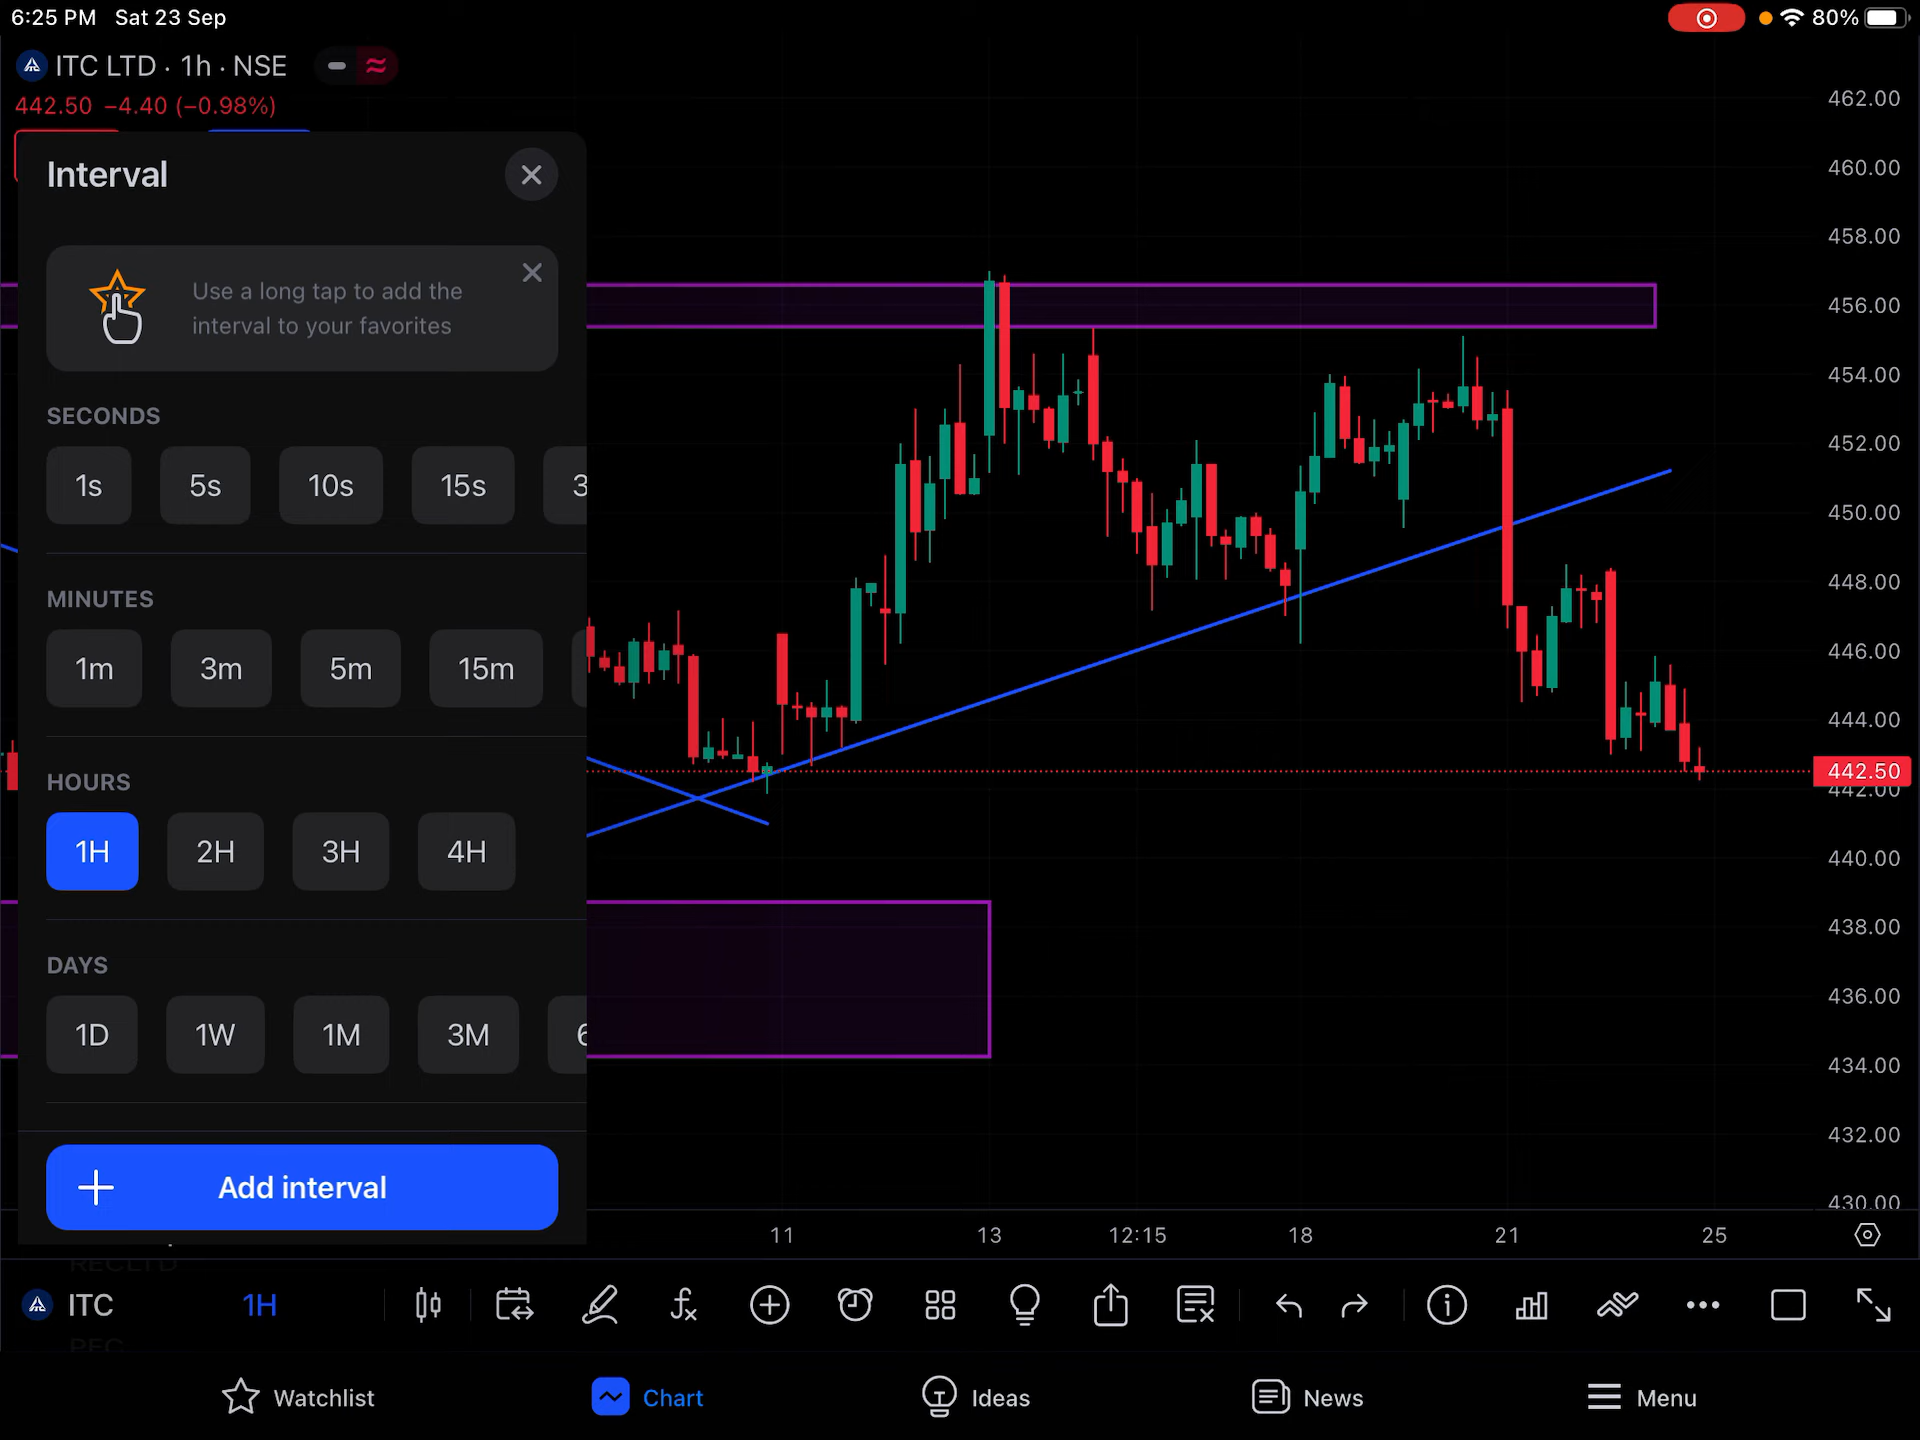 6:25 PM Sat 23 Sep
80%
ITC LTD · 1h · NSE
442.50 −4.40 (−0.98%)
Interval
Use a long tap to add the
interval to your favorites
SECONDS
1s 5s 10s 15s 3
MINUTES
1m 3m 5m 15m
HOURS
1H 2H 3H 4H
DAYS
1D 1W 1M 3M 6
Add interval
462.00
460.00
458.00
456.00
454.00
452.00
450.00
448.00
446.00
444.00
442.50
442.00
440.00
438.00
436.00
434.00
432.00
430.00
11 13 12:15 18 21 25
RECLTD
ITC 1H
Watchlist Chart Ideas News Menu